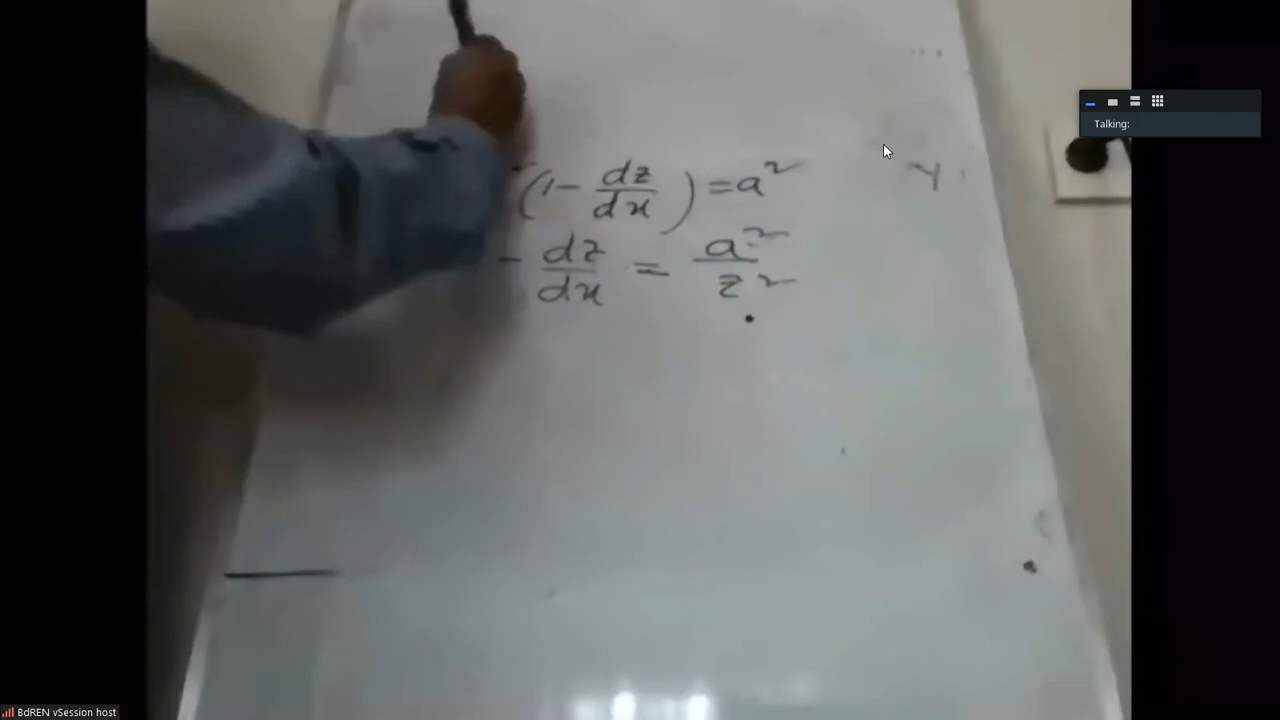 (1 - dz/dx) = a²
- dz/dx = a²/z²
Talking:
BdREN vSession host